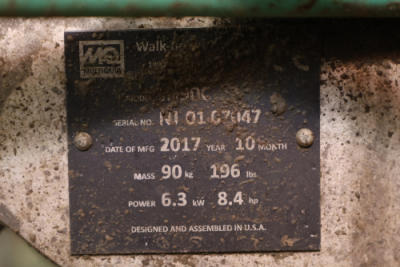 MQ
MULTIQUIP
Walk-
MODEL
SERIAL NO.
DATE OF MFG 2017 YEAR 10 MONTH
MASS 90 kg 196 lbs
POWER 6.3 kW 8.4 hp
DESIGNED AND ASSEMBLED IN U.S.A.